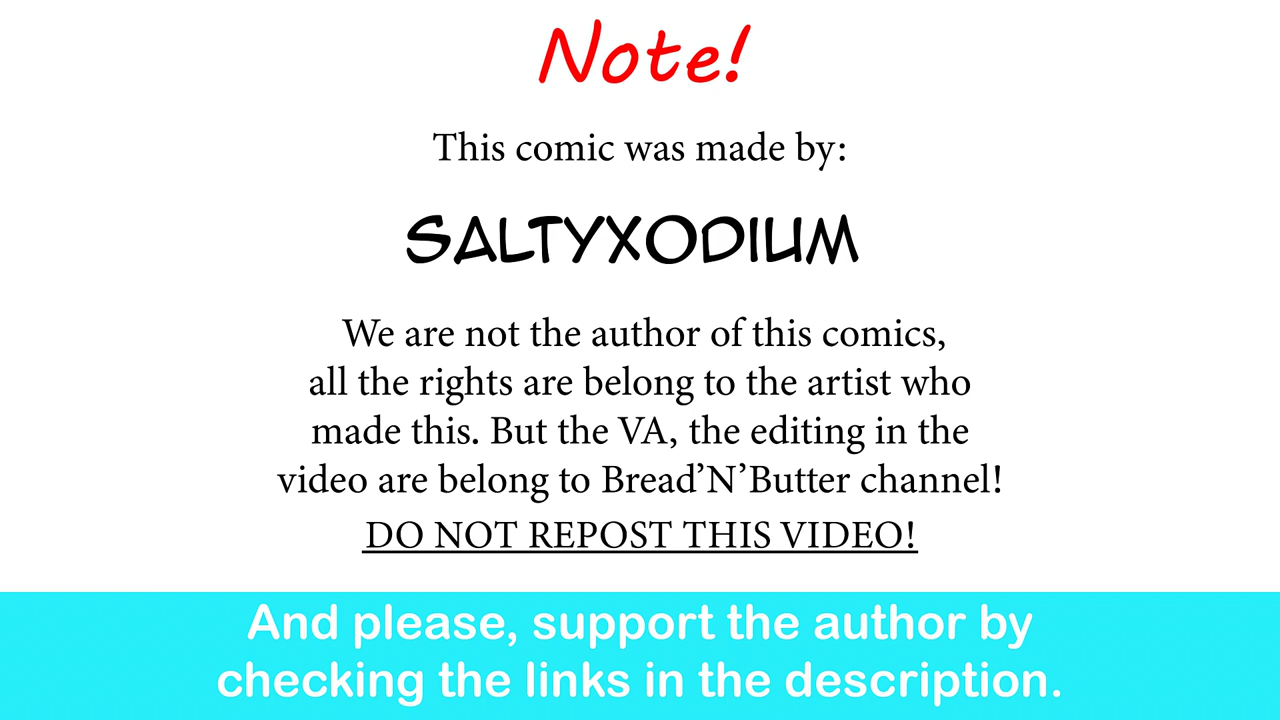 Note!
This comic was made by:
SALTYXODIUM
We are not the author of this comics,
all the rights are belong to the artist who
made this. But the VA, the editing in the
video are belong to Bread’N’Butter channel!
DO NOT REPOST THIS VIDEO!
And please, support the author by
checking the links in the description.